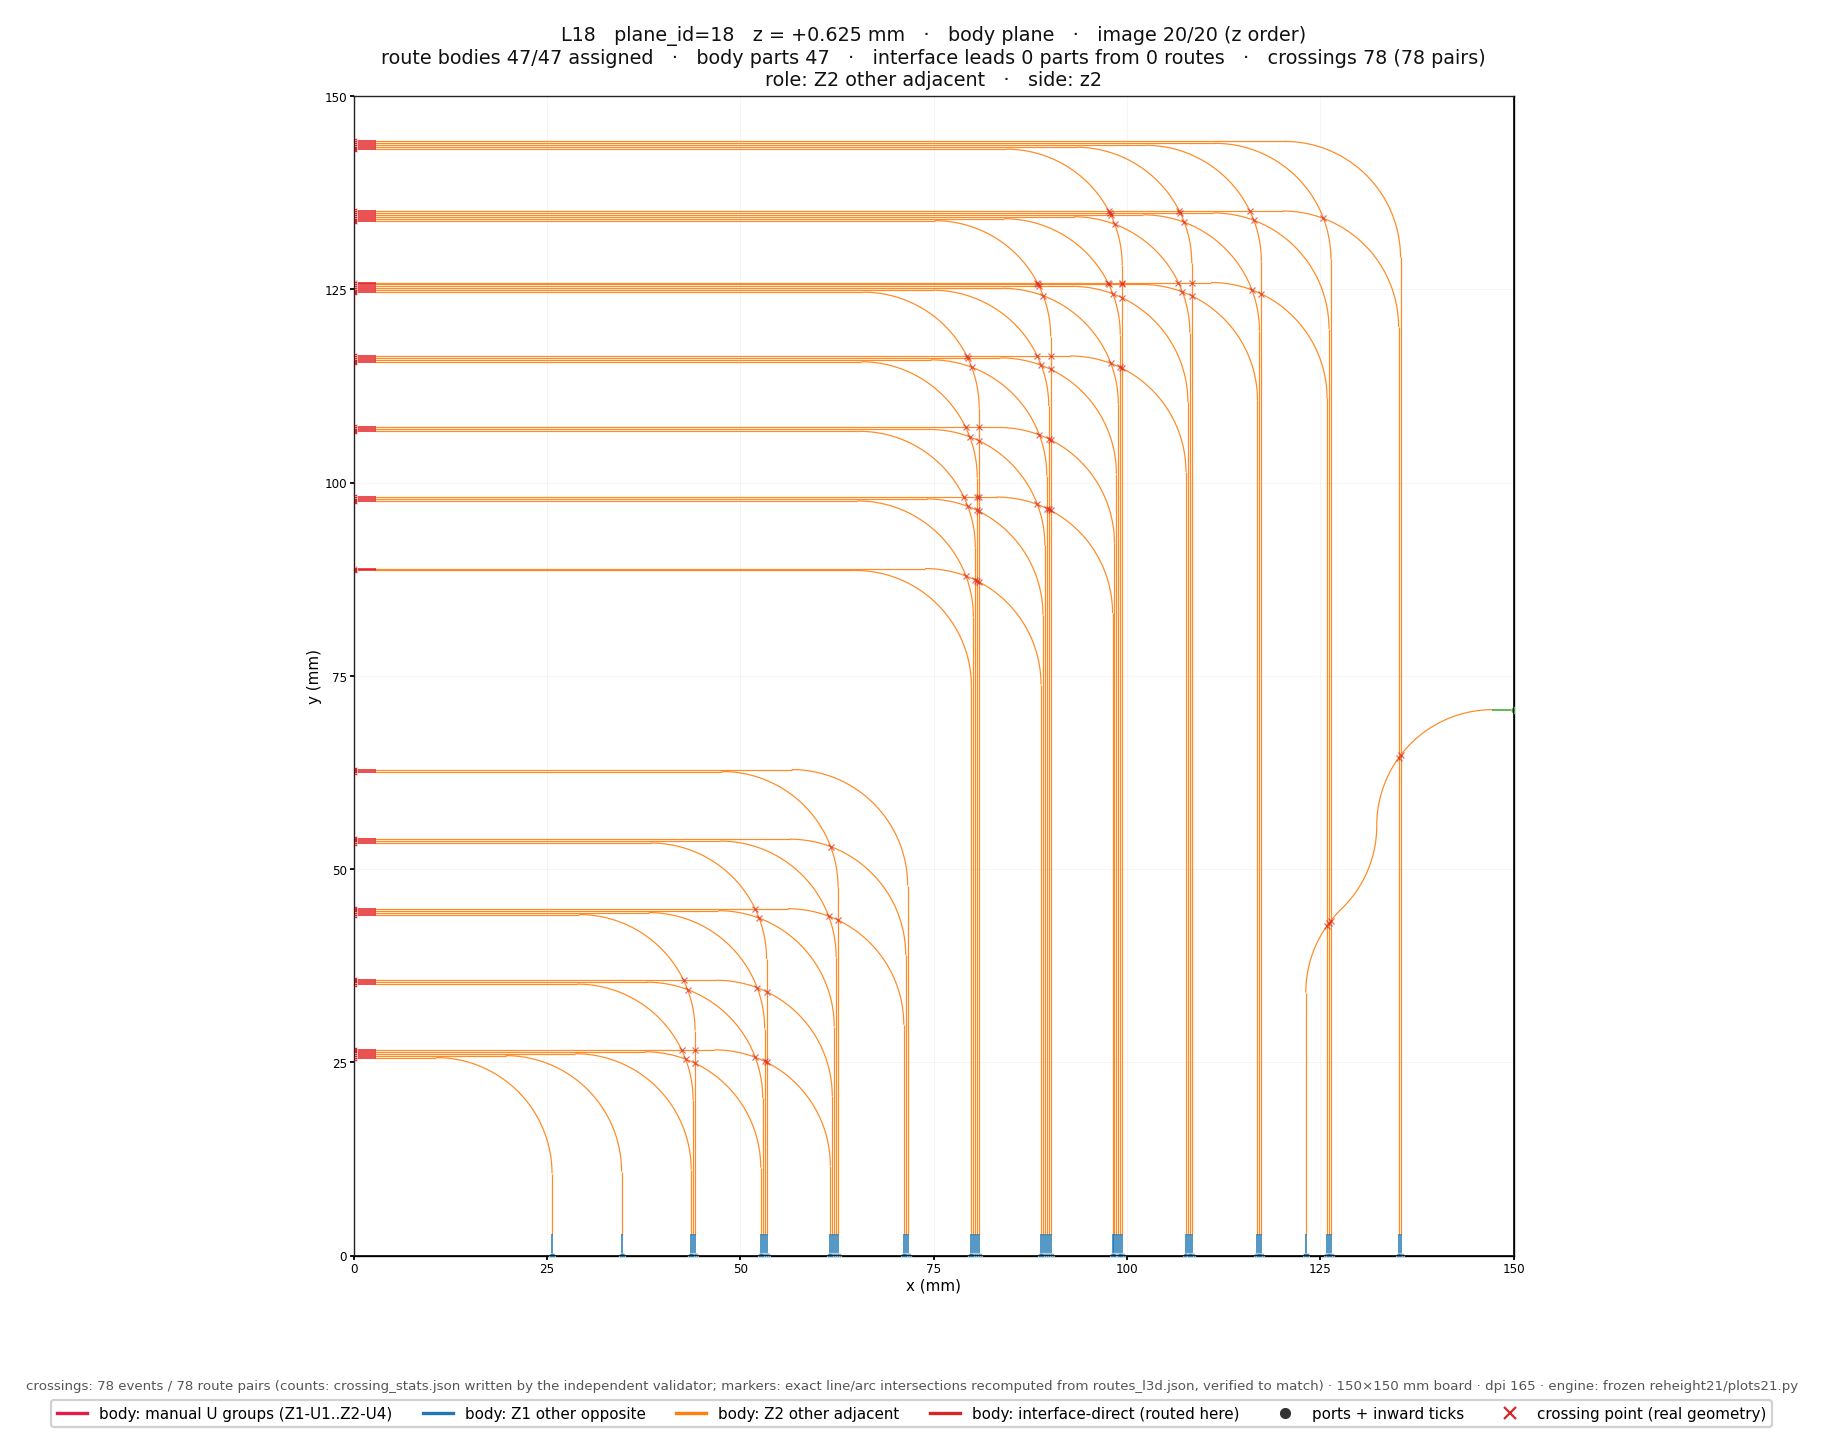 L18   plane_id=18   z = +0.625 mm   ·   body plane   ·   image 20/20 (z order)
route bodies 47/47 assigned   ·   body parts 47   ·   interface leads 0 parts from 0 routes   ·   crossings 78 (78 pairs)
role: Z2 other adjacent   ·   side: z2
150
125
100
75
50
25
0
y (mm)
0 25 50 75 100 125 150
x (mm)
crossings: 78 events / 78 route pairs (counts: crossing_stats.json written by the independent validator; markers: exact line/arc intersections recomputed from routes_l3d.json, verified to match) · 150×150 mm board · dpi 165 · engine: frozen reheight21/plots21.py
body: manual U groups (Z1-U1..Z2-U4) body: Z1 other opposite body: Z2 other adjacent body: interface-direct (routed here) ports + inward ticks crossing point (real geometry)